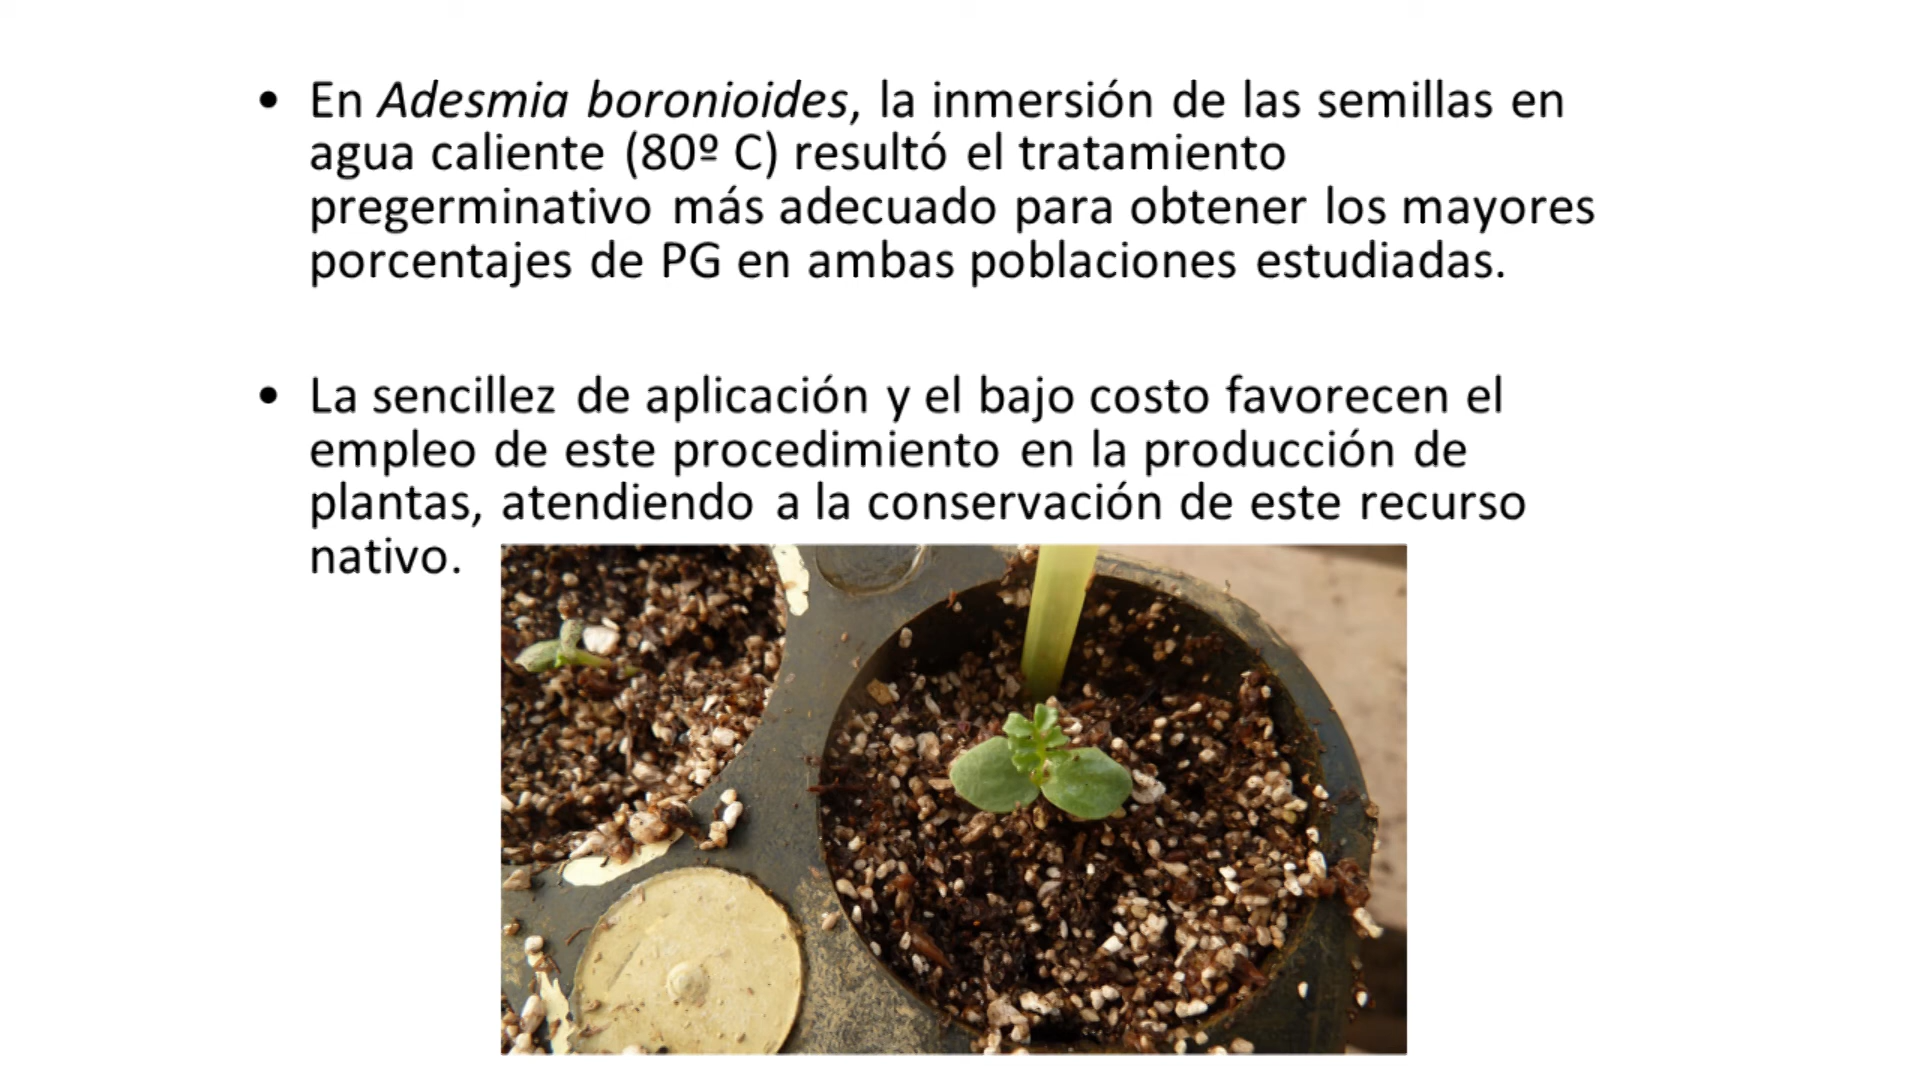 • En Adesmia boronioides, la inmersión de las semillas en
agua caliente (80º C) resultó el tratamiento
pregerminativo más adecuado para obtener los mayores
porcentajes de PG en ambas poblaciones estudiadas.
• La sencillez de aplicación y el bajo costo favorecen el
empleo de este procedimiento en la producción de
plantas, atendiendo a la conservación de este recurso
nativo.